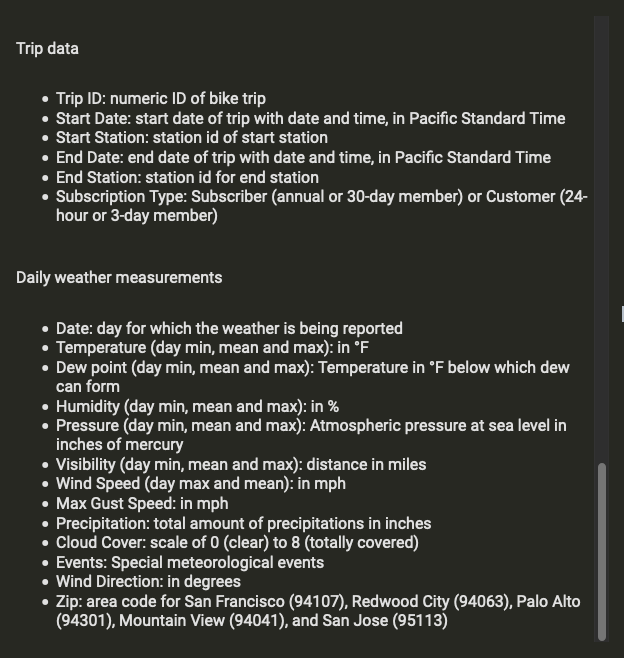 Trip data
• Trip ID: numeric ID of bike trip
• Start Date: start date of trip with date and time, in Pacific Standard Time
• Start Station: station id of start station
• End Date: end date of trip with date and time, in Pacific Standard Time
• End Station: station id for end station
• Subscription Type: Subscriber (annual or 30-day member) or Customer (24-
hour or 3-day member)
Daily weather measurements
• Date: day for which the weather is being reported
• Temperature (day min, mean and max): in °F
• Dew point (day min, mean and max): Temperature in °F below which dew
can form
• Humidity (day min, mean and max): in %
• Pressure (day min, mean and max): Atmospheric pressure at sea level in
inches of mercury
• Visibility (day min, mean and max): distance in miles
• Wind Speed (day max and mean): in mph
• Max Gust Speed: in mph
• Precipitation: total amount of precipitations in inches
• Cloud Cover: scale of 0 (clear) to 8 (totally covered)
• Events: Special meteorological events
• Wind Direction: in degrees
• Zip: area code for San Francisco (94107), Redwood City (94063), Palo Alto
(94301), Mountain View (94041), and San Jose (95113)